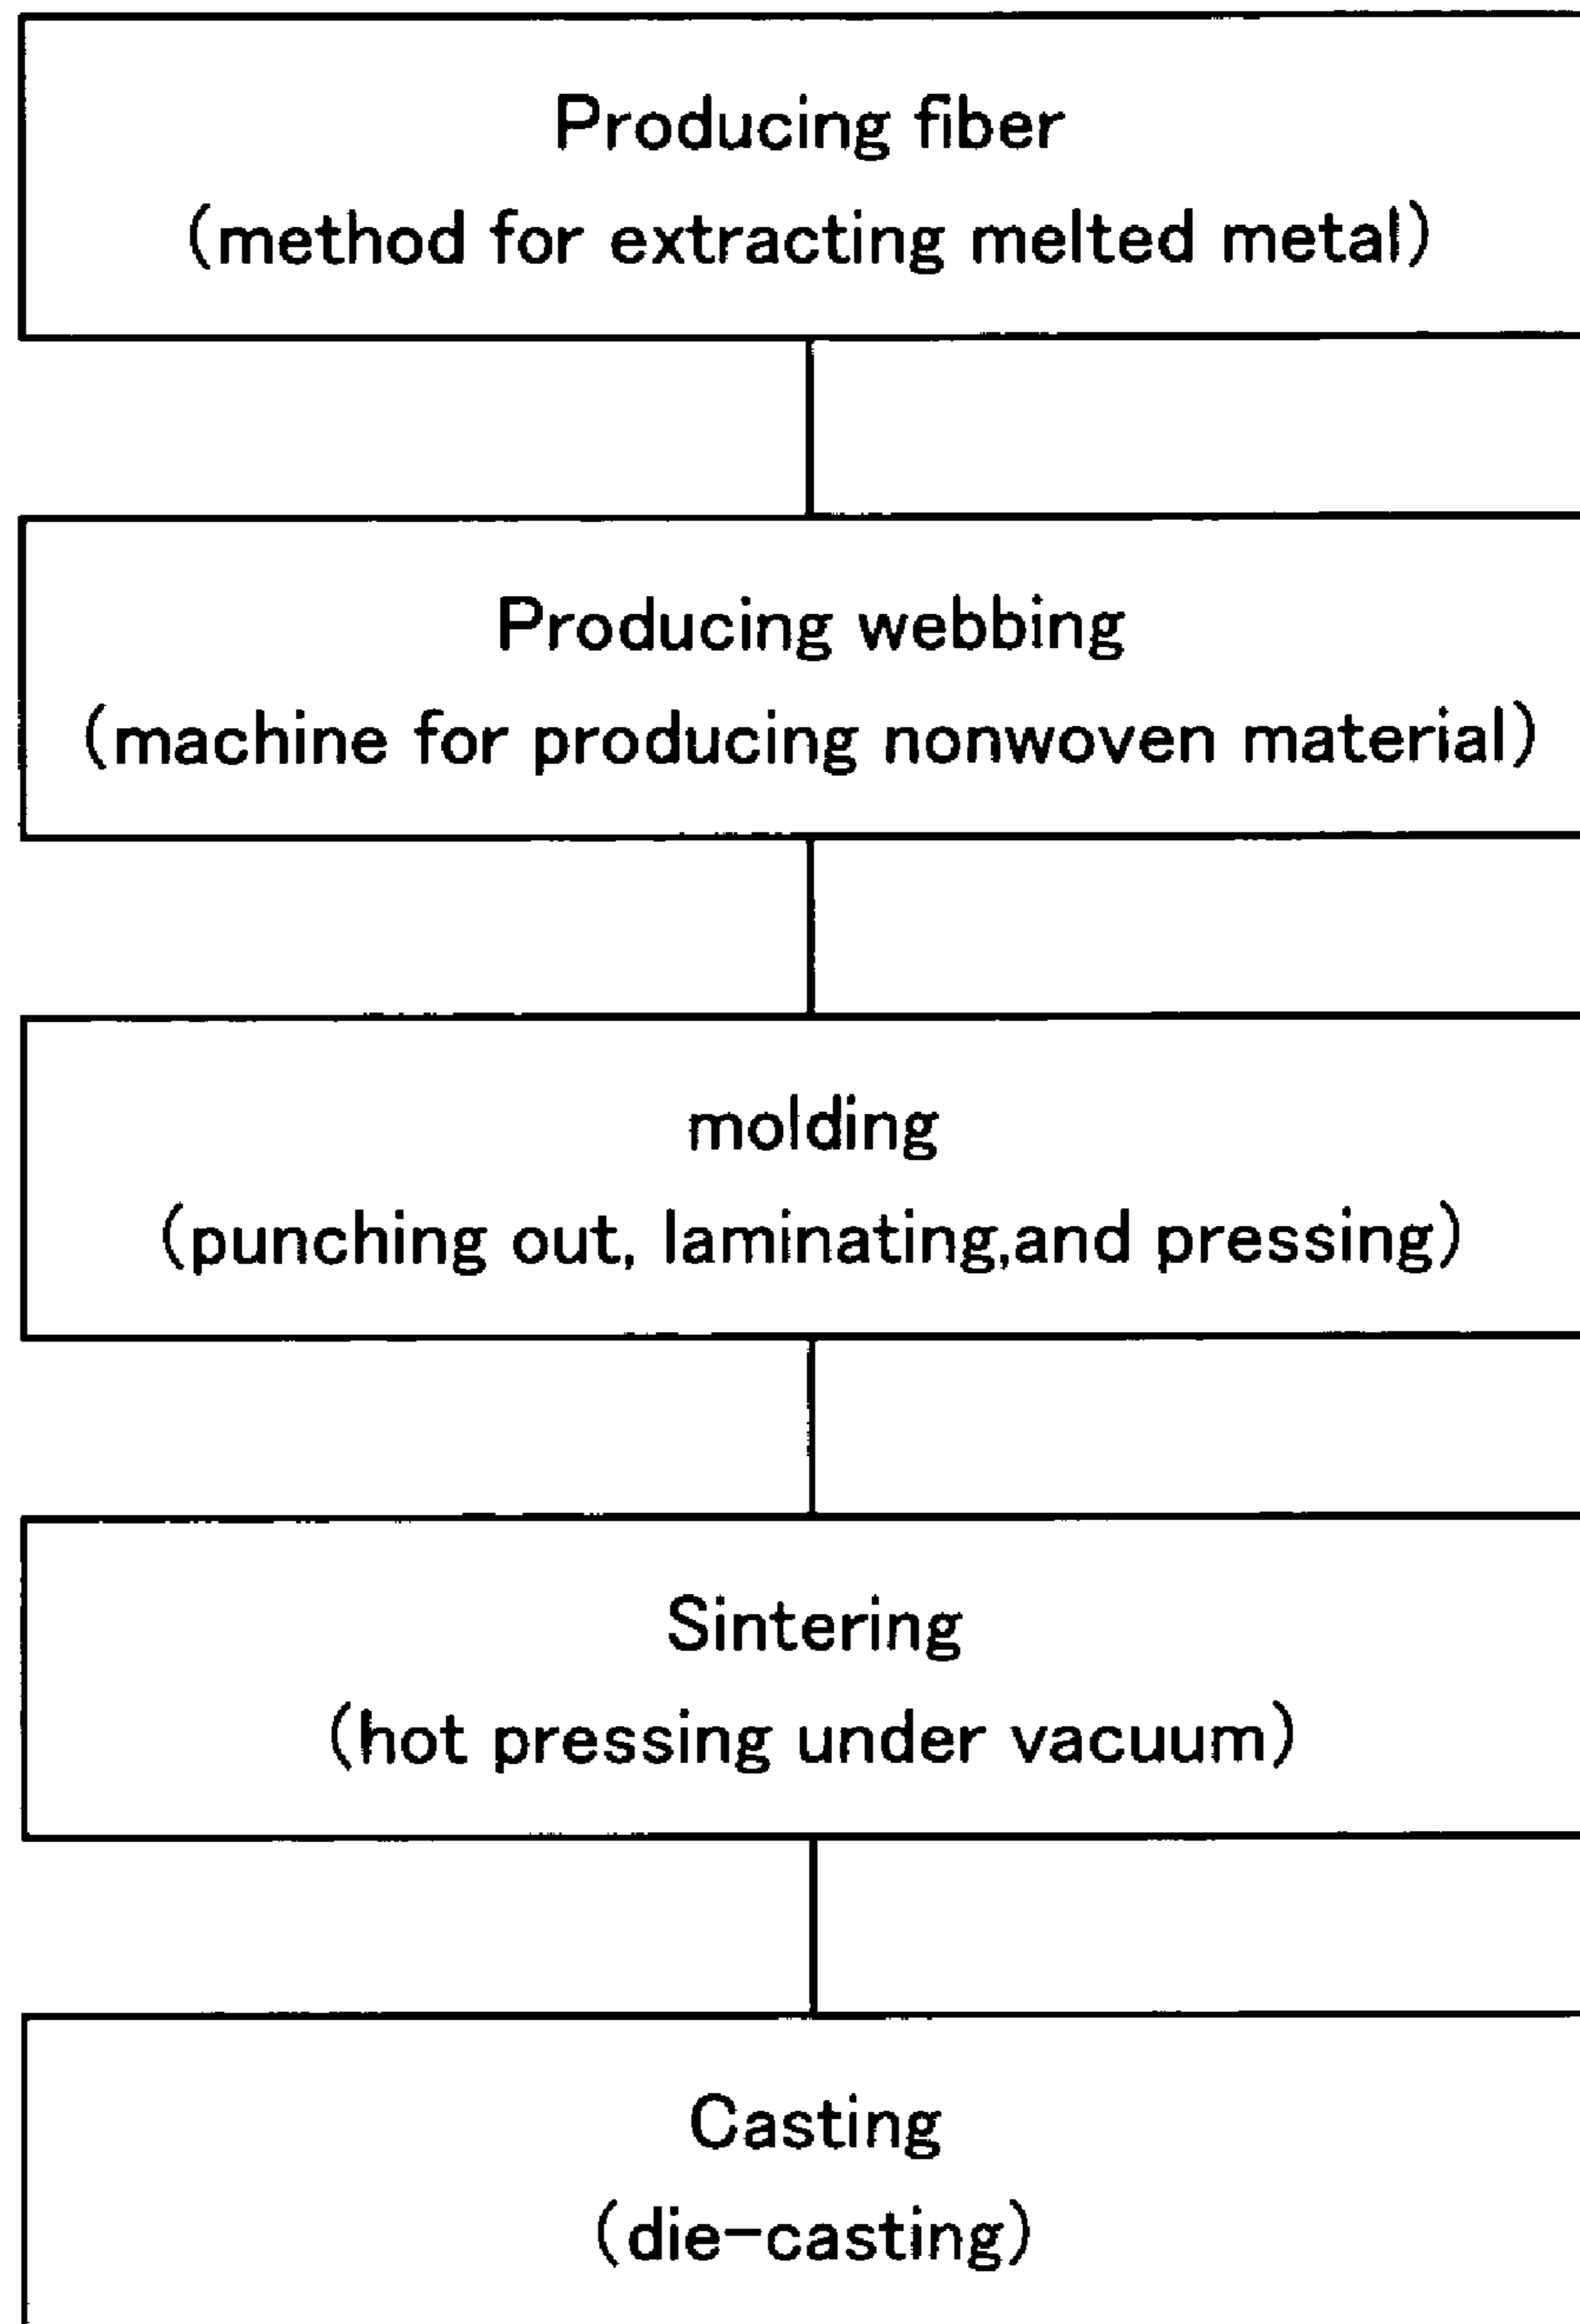 Producing fiber
(method for extracting melted metal)
Producing webbing
(machine for producing nonwoven material)
molding
(punching out, laminating,and pressing)
Sintering
(hot pressing under vacuum)
Casting
(die-casting)